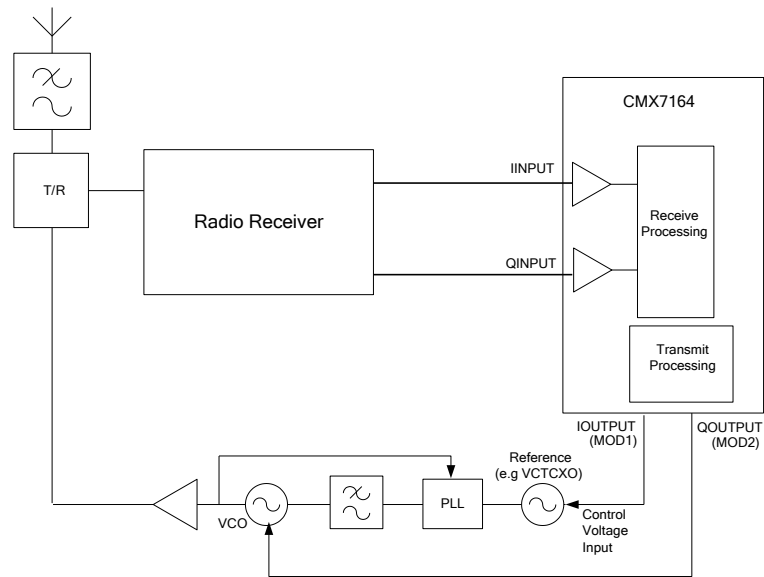 CMX7164
IINPUT
T/R
Radio Receiver
Receive
Processing
QINPUT
Transmit
Processing
IOUTPUT
(MOD1)
QOUTPUT
(MOD2)
Reference
(e.g VCTCXO)
VCO
PLL
Control
Voltage
Input